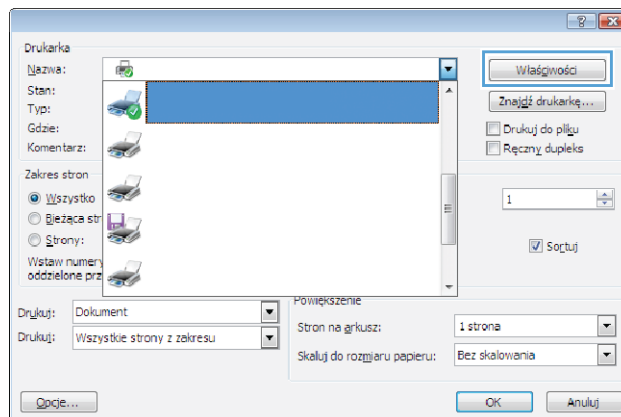 Drukarka
Nazwa:
Właściwości
Stan:
Typ:
Znajdź drukarkę...
Gdzie:
Drukuj do pliku
Komentarz:
Ręczny dupleks
Zakres stron
Wszystko
1
Bieżąca str
Strony:
Sortuj
Wstaw numery
oddzielone prz
Powiększenie
Drukuj: Dokument
Stron na arkusz: 1 strona
Drukuj: Wszystkie strony z zakresu
Skaluj do rozmiaru papieru: Bez skalowania
Opcje...
OK
Anuluj